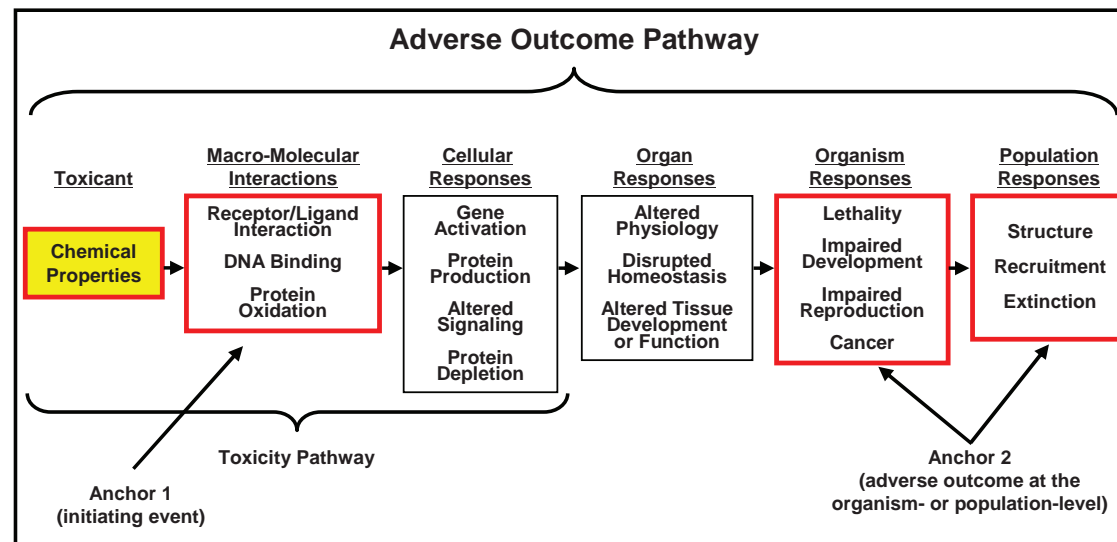 Adverse Outcome Pathway
Toxicant
Chemical
Properties
Macro-Molecular
Interactions
Receptor/Ligand
Interaction
DNA Binding
Protein
Oxidation
Cellular
Responses
Gene
Activation
Protein
Production
Altered
Signaling
Protein
Depletion
Organ
Responses
Altered
Physiology
Disrupted
Homeostasis
Altered Tissue
Development
or Function
Organism
Responses
Lethality
Impaired
Development
Impaired
Reproduction
Cancer
Population
Responses
Structure
Recruitment
Extinction
Toxicity Pathway
Anchor 1
(initiating event)
Anchor 2
(adverse outcome at the
organism- or population-level)